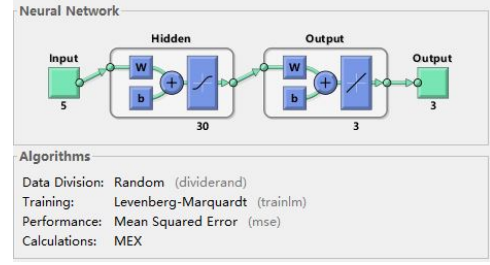 Neural Network
Hidden
Output
Input
Output
W
W
+
+
b
b
5
3
30
3
Algorithms
Data Division: Random (dividerand)
Training: Levenberg-Marquardt (trainlm)
Performance: Mean Squared Error (mse)
Calculations: MEX